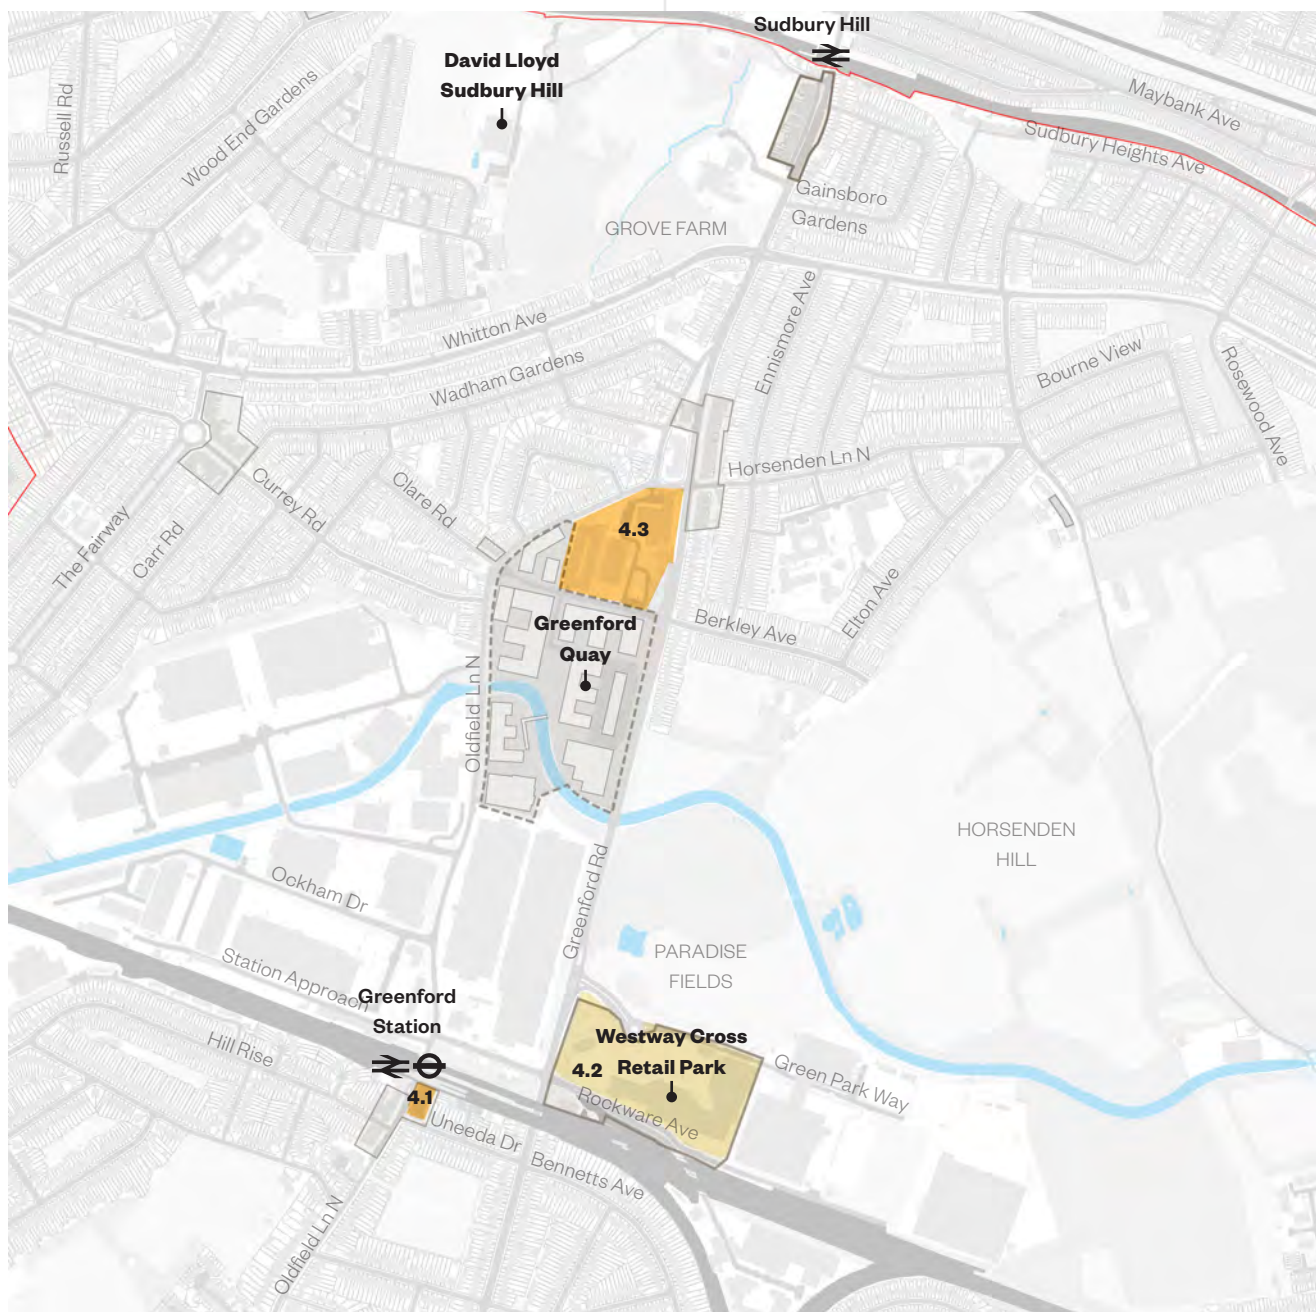 Sudbury Hill
David Lloyd
Sudbury Hill
Russell Rd
Wood End Gardens
Maybank Ave
Sudbury Heights Ave
Gainsboro
Gardens
GROVE FARM
Whitton Ave
Ennismore Ave
Wadham Gardens
Bourne View
Rosewood Ave
Horsenden Ln N
Currey Rd
Clare Rd
4.3
The Fairway
Carr Rd
Elton Ave
Berkley Ave
Greenford
Quay
Oldfield Ln N
HORSENDEN
HILL
Ockham Dr
Greenford Rd
PARADISE
FIELDS
Station Approach
Greenford
Station
Hill Rise
Westway Cross
Retail Park
4.2
Green Park Way
4.1
Rockware Ave
Uneeda Dr
Bennetts Ave
Oldfield Ln N